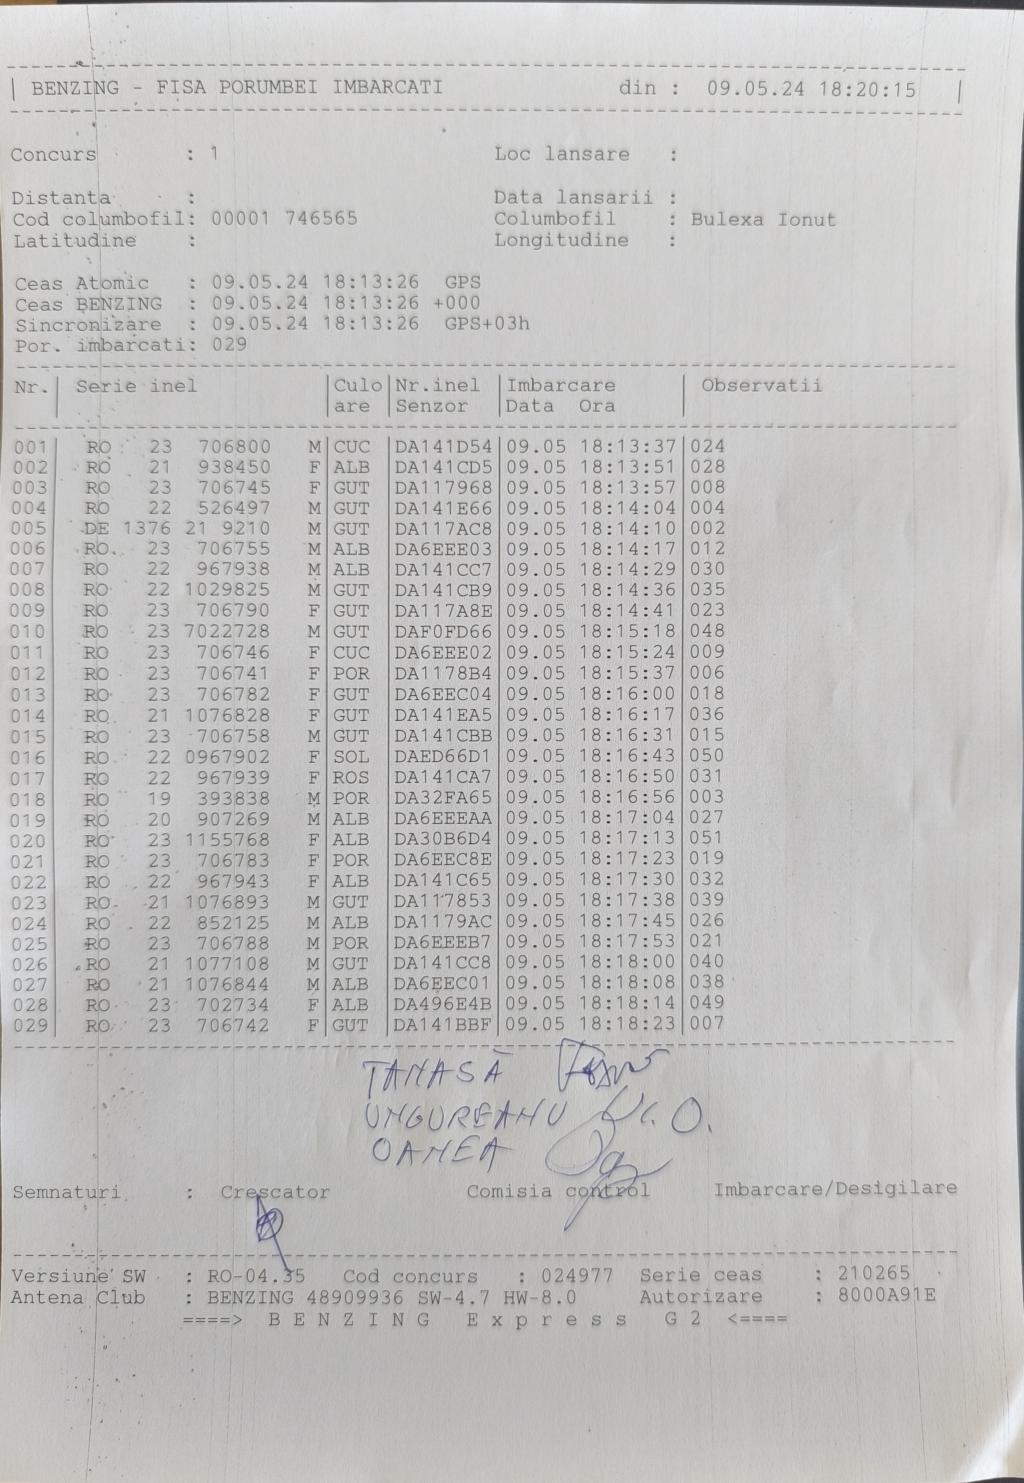 BENZING - FISA PORUMBEI IMBARCATI din : 09.05.24 18:20:15
Concurs : 1 Loc lansare :
Distanta : Data lansarii :
Cod columbofil: 00001 746565 Columbofil : Bulexa Ionut
Latitudine : Longitudine :
Ceas Atomic : 09.05.24 18:13:26 GPS
Ceas BENZING : 09.05.24 18:13:26 +000
Sincronizare : 09.05.24 18:13:26 GPS+03h
Por. imbarcati: 029
Nr.| Serie inel |Culo|Nr.inel |Imbarcare | Observatii
are |Senzor |Data Ora |
001| RO 23 706800 M|CUC|DA141D54|09.05 18:13:37|024
002| RO 21 938450 F|ALB|DA141CD5|09.05 18:13:51|028
003| RO 23 706745 F|GUT|DA117968|09.05 18:13:57|008
004| RO 22 526497 M|GUT|DA141E66|09.05 18:14:04|004
005| DE 1376 21 9210 M|GUT|DA117AC8|09.05 18:14:10|002
006| RO 23 706755 M|ALB|DA6EEE03|09.05 18:14:17|012
007| RO 22 967938 M|ALB|DA141CC7|09.05 18:14:29|030
008| RO 22 1029825 M|GUT|DA141CB9|09.05 18:14:36|035
009| RO 23 706790 F|GUT|DA117A8E|09.05 18:14:41|023
010| RO 23 7022728 M|GUT|DAF0FD66|09.05 18:15:18|048
011| RO 23 706746 F|CUC|DA6EEE02|09.05 18:15:24|009
012| RO 23 706741 F|POR|DA1178B4|09.05 18:15:37|006
013| RO 23 706782 F|GUT|DA6EEC04|09.05 18:16:00|018
014| RO 21 1076828 F|GUT|DA141EA5|09.05 18:16:17|036
015| RO 23 706758 M|GUT|DA141CBB|09.05 18:16:31|015
016| RO 22 0967902 F|SOL|DAED66D1|09.05 18:16:43|050
017| RO 22 967939 F|ROS|DA141CA7|09.05 18:16:50|031
018| RO 19 393838 M|POR|DA32FA65|09.05 18:16:56|003
019| RO 20 907269 M|ALB|DA6EEEAA|09.05 18:17:04|027
020| RO 23 1155768 F|ALB|DA30B6D4|09.05 18:17:13|051
021| RO 23 706783 F|POR|DA6EEC8E|09.05 18:17:23|019
022| RO 22 967943 F|ALB|DA141C65|09.05 18:17:30|032
023| RO 21 1076893 M|GUT|DA117853|09.05 18:17:38|039
024| RO 22 852125 M|ALB|DA1179AC|09.05 18:17:45|026
025| RO 23 706788 M|POR|DA6EEEB7|09.05 18:17:53|021
026| RO 21 1077108 M|GUT|DA141CC8|09.05 18:18:00|040
027| RO 21 1076844 M|ALB|DA6EEC01|09.05 18:18:08|038
028| RO 23 702734 F|ALB|DA496E4B|09.05 18:18:14|049
029| RO 23 706742 F|GUT|DA141BBF|09.05 18:18:23|007
TANASĂ
UNGUREANU
OANEA
Semnaturi : Crescator Comisia control Imbarcare/Desigilare
Versiune SW : RO-04.35 Cod concurs : 024977 Serie ceas : 210265
Antena Club : BENZING 48909936 SW-4.7 HW-8.0 Autorizare : 8000A91E
====> B E N Z I N G E x p r e s s G 2 <====